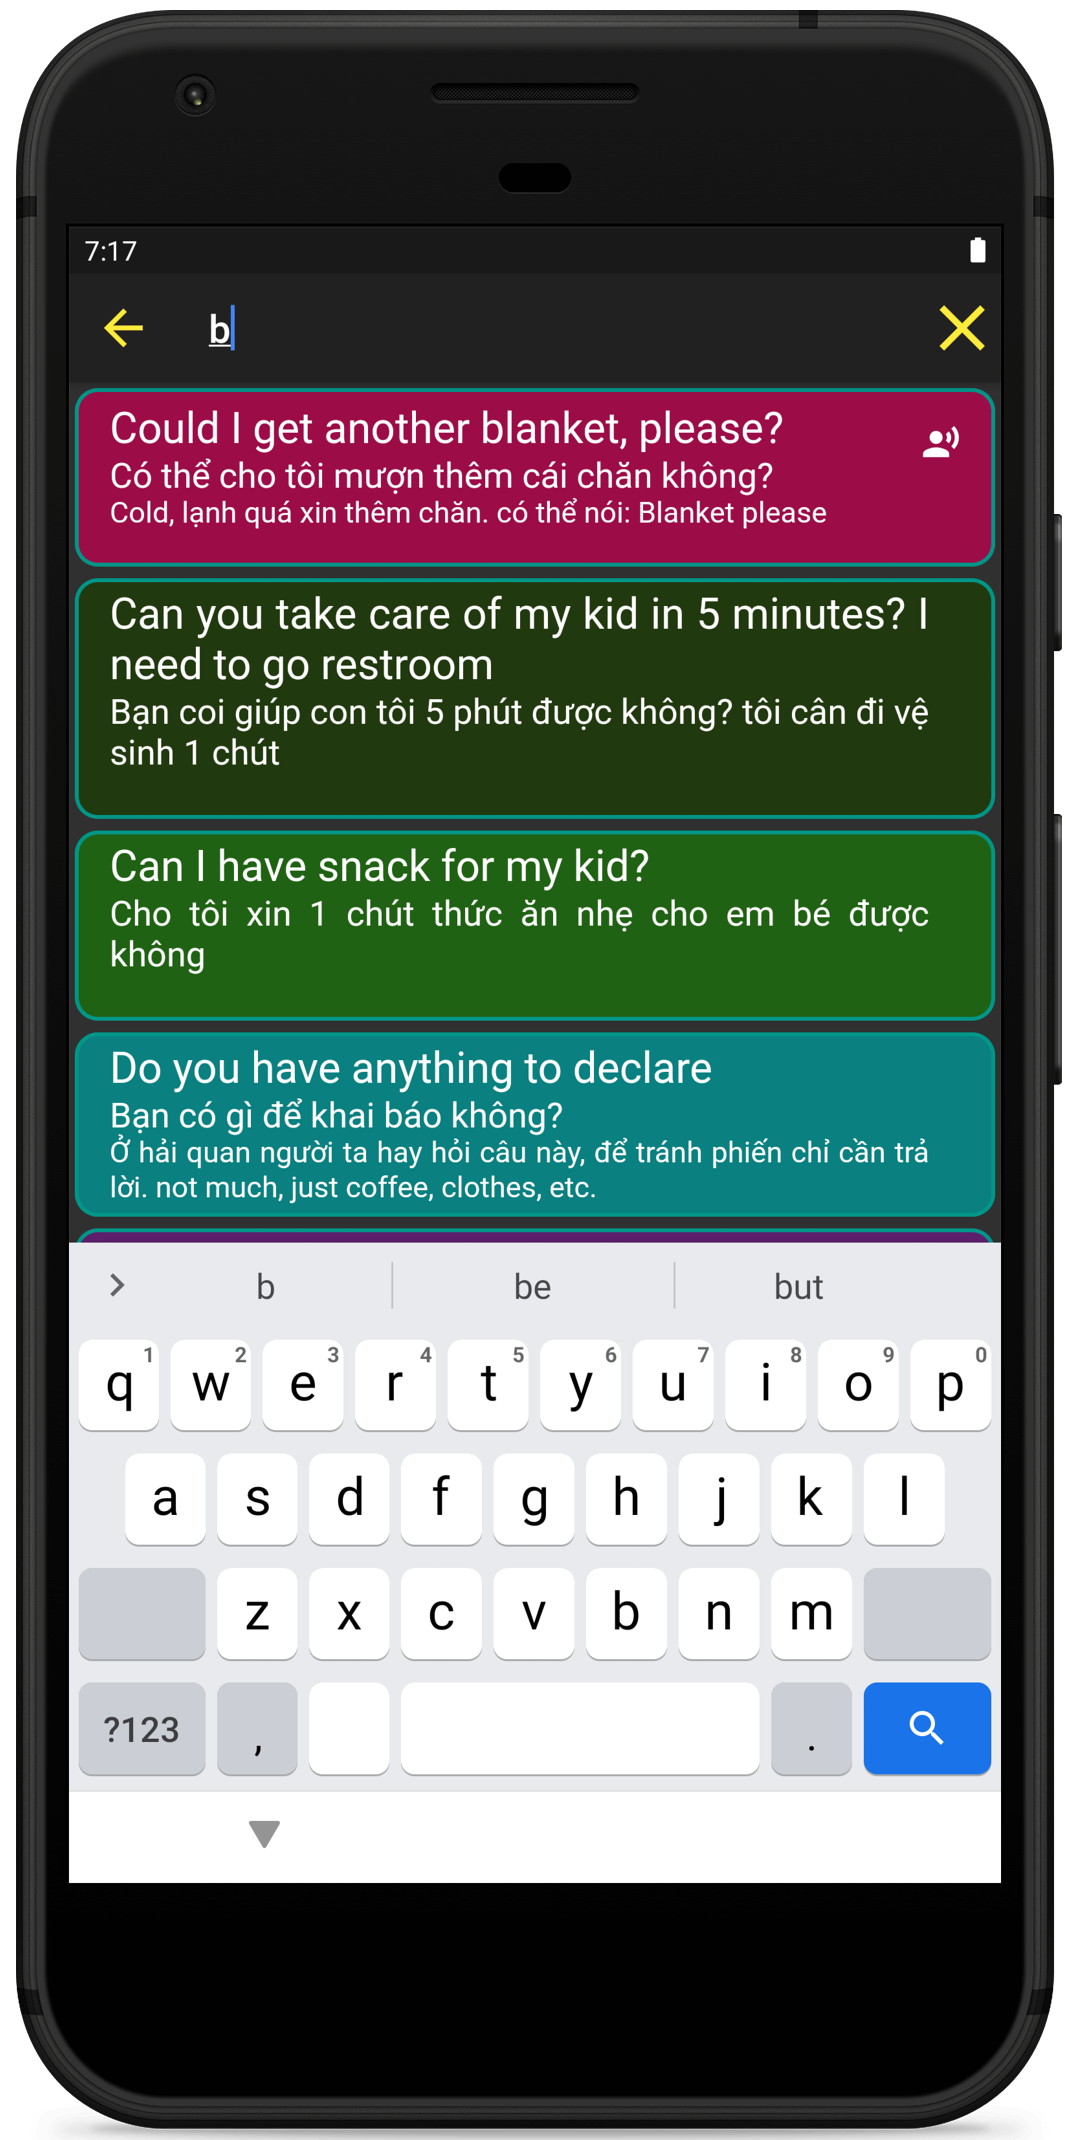 7:17
b
Could I get another blanket, please?
Có thể cho tôi mượn thêm cái chăn không?
Cold, lạnh quá xin thêm chăn. có thể nói: Blanket please
Can you take care of my kid in 5 minutes? I
need to go restroom
Bạn coi giúp con tôi 5 phút được không? tôi cân đi vệ
sinh 1 chút
Can I have snack for my kid?
Cho tôi xin 1 chút thức ăn nhẹ cho em bé được
không
Do you have anything to declare
Bạn có gì để khai báo không?
Ở hải quan người ta hay hỏi câu này, để tránh phiến chỉ cần trả
lời. not much, just coffee, clothes, etc.
b be but
1 2 3 4 5 6 7 8 9 0
q w e r t y u i o p
a s d f g h j k l
z x c v b n m
?123 , .